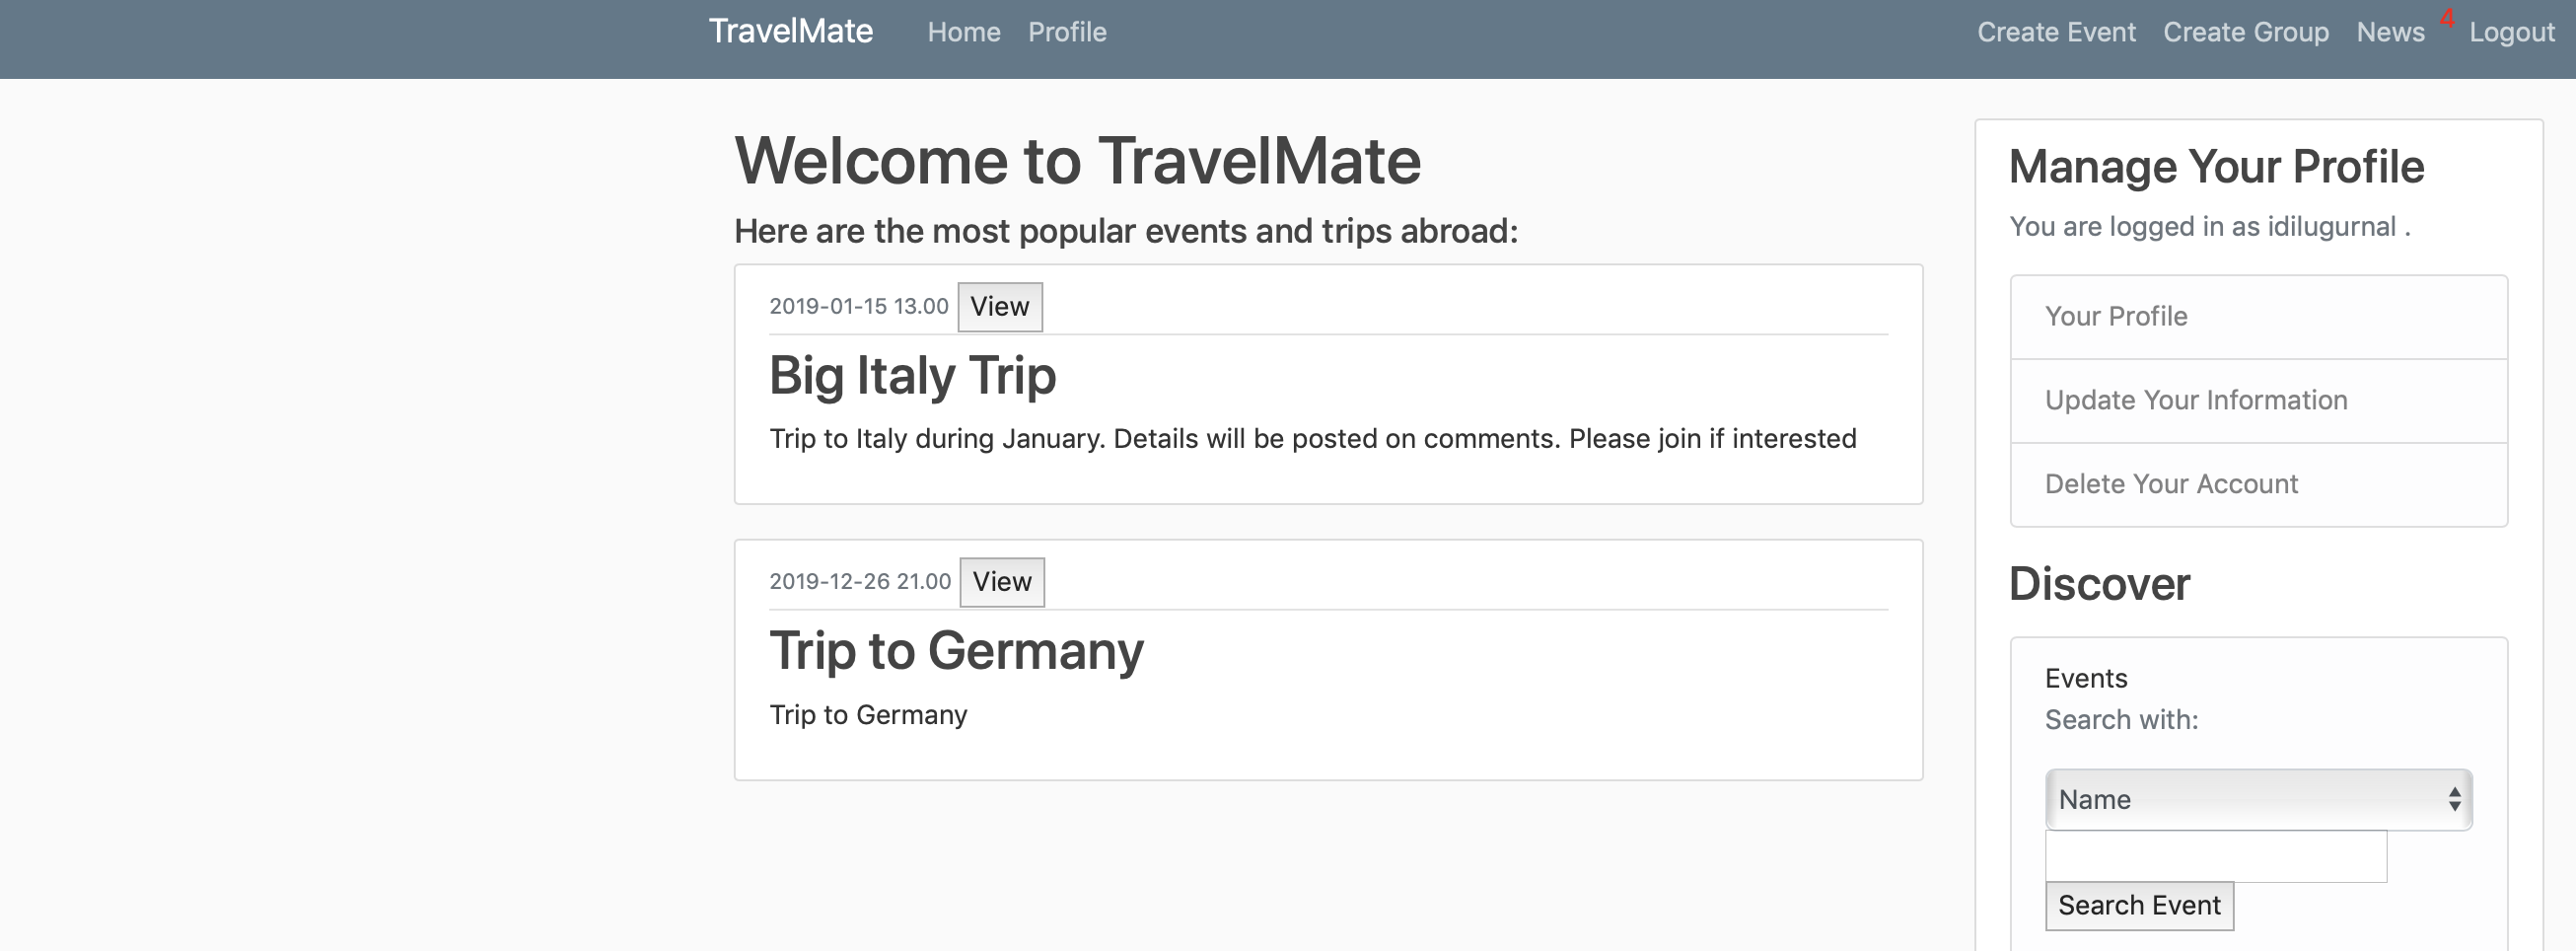 TravelMate Home Profile Create Event Create Group News 4 Logout
Welcome to TravelMate
Here are the most popular events and trips abroad:
2019-01-15 13.00 View
Big Italy Trip
Trip to Italy during January. Details will be posted on comments. Please join if interested
2019-12-26 21.00 View
Trip to Germany
Trip to Germany
Manage Your Profile
You are logged in as idilugurnal .
Your Profile
Update Your Information
Delete Your Account
Discover
Events
Search with:
Name
Search Event